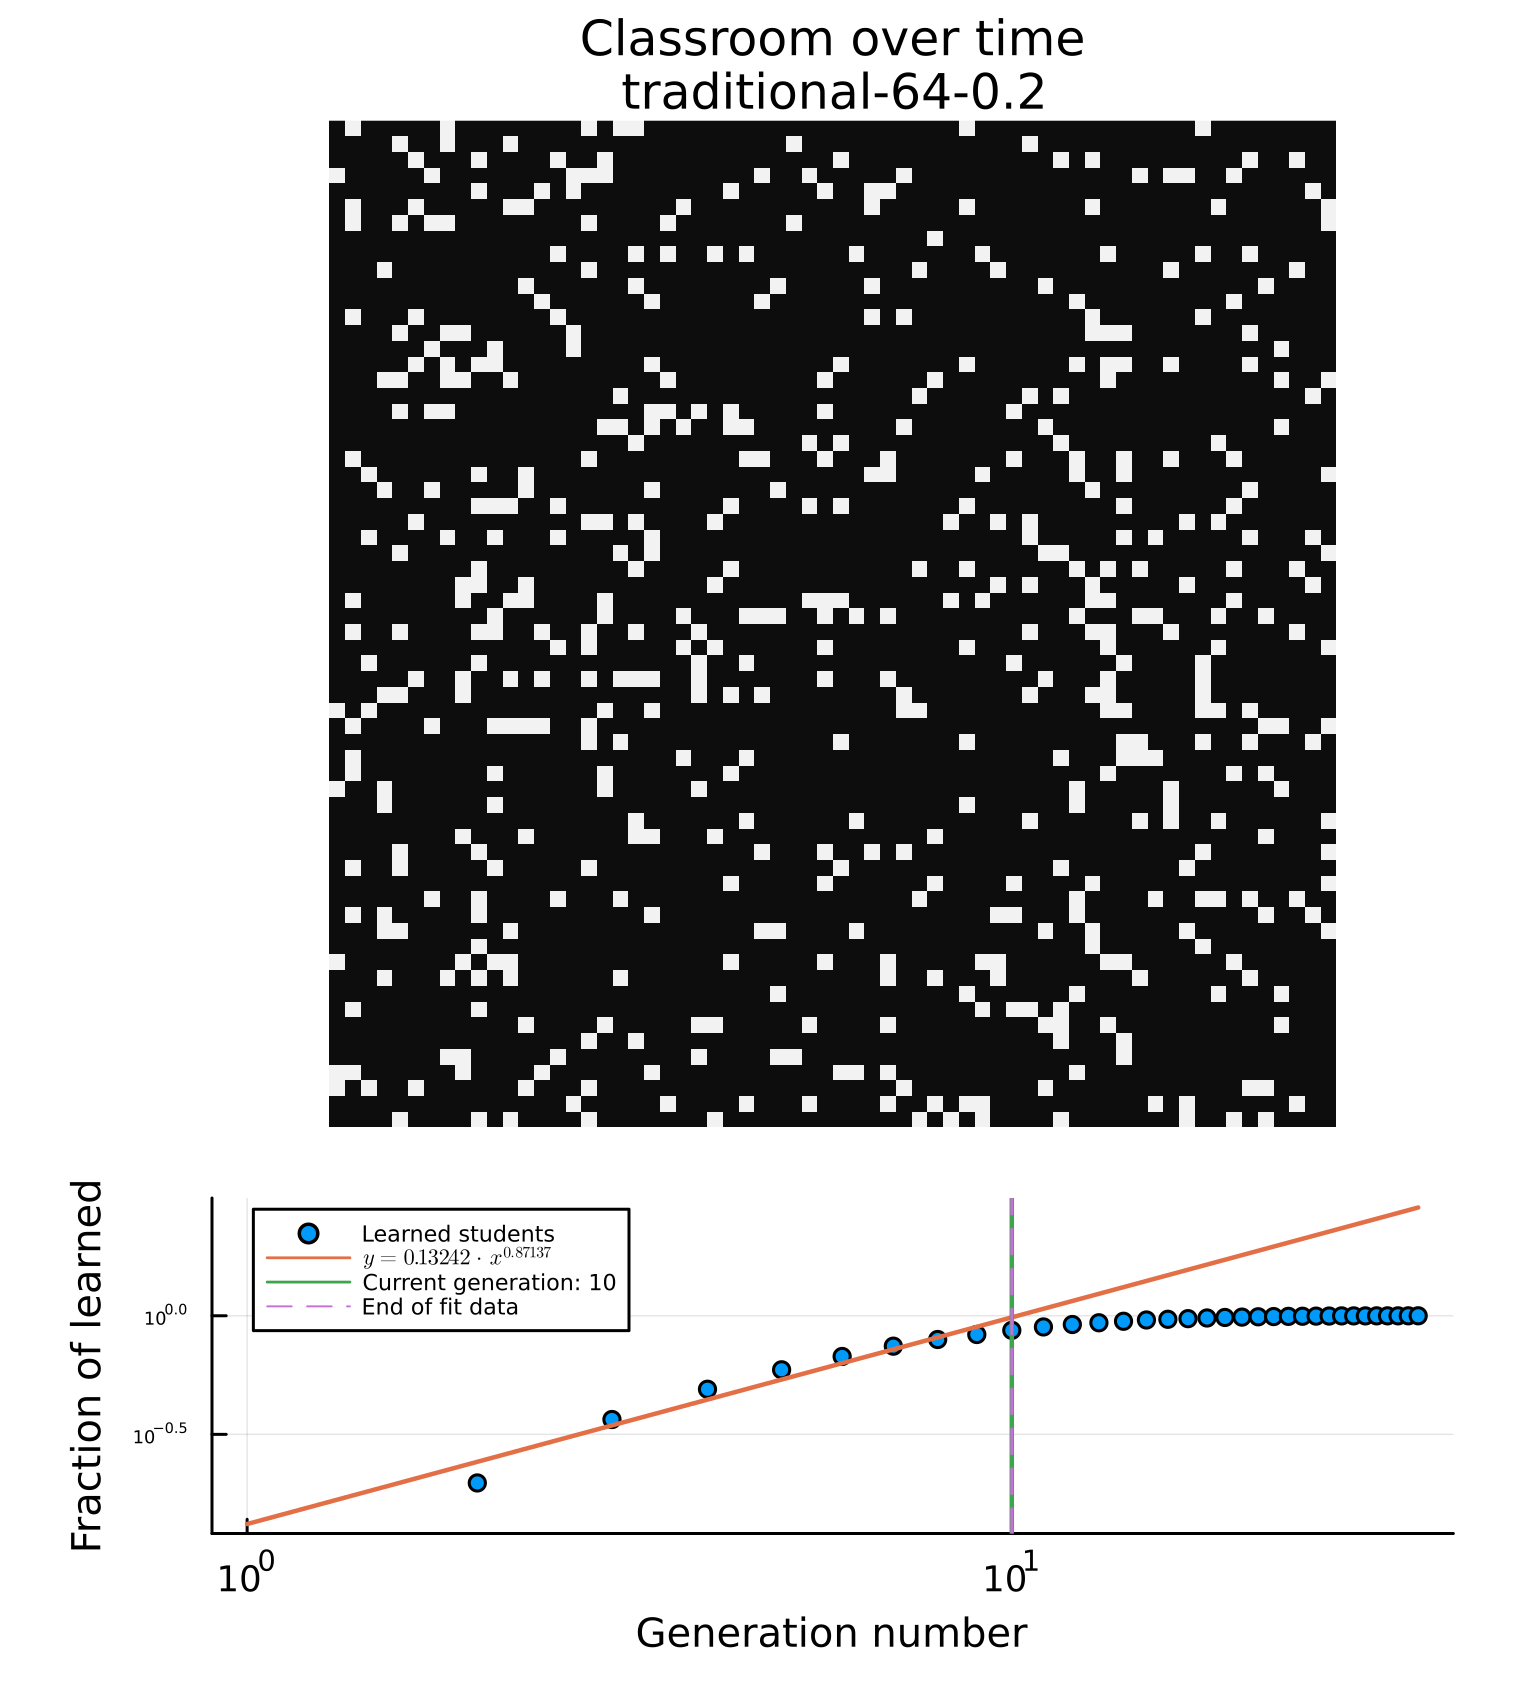 Classroom over time
traditional-64-0.2
Fraction of learned
Learned students
y = 0.13242 · x^0.87137
Current generation: 10
End of fit data
10^0.0
10^−0.5
10^0
10^1
Generation number